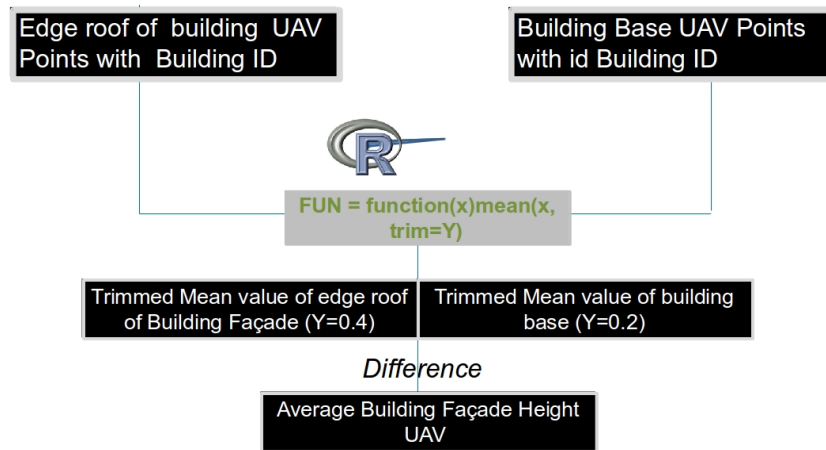 Edge roof of building UAV
Points with Building ID
Building Base UAV Points
with id Building ID
R
FUN = function(x)mean(x,
trim=Y)
Trimmed Mean value of edge roof
of Building Façade (Y=0.4)
Trimmed Mean value of building
base (Y=0.2)
Difference
Average Building Façade Height
UAV